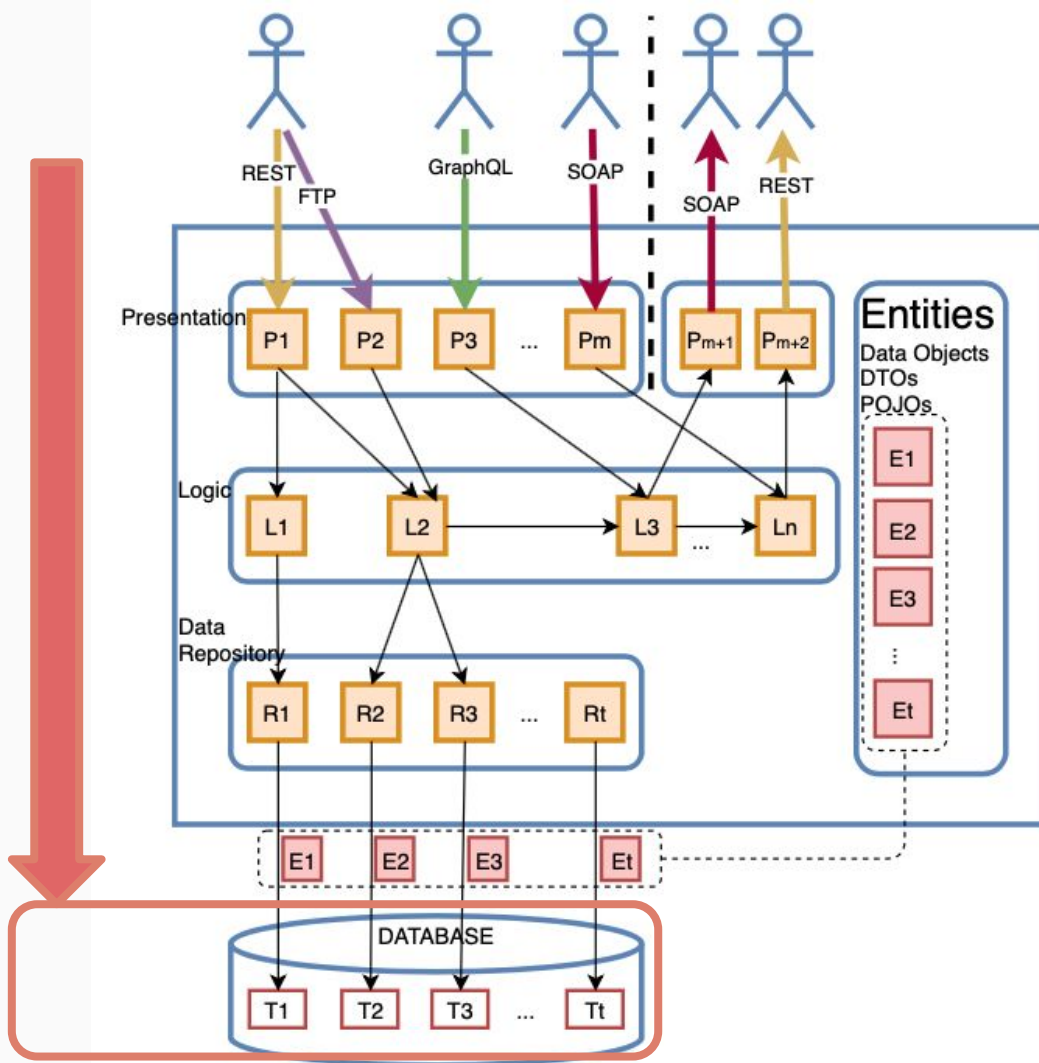 REST
FTP
GraphQL
SOAP
SOAP
REST
Presentation
P1
P2
P3
...
Pm
Pm+1
Pm+2
Entities
Data Objects
DTOs
POJOs
E1
E2
E3
...
Et
Logic
L1
L2
L3
...
Ln
Data
Repository
R1
R2
R3
...
Rt
E1
E2
E3
Et
DATABASE
T1
T2
T3
...
Tt